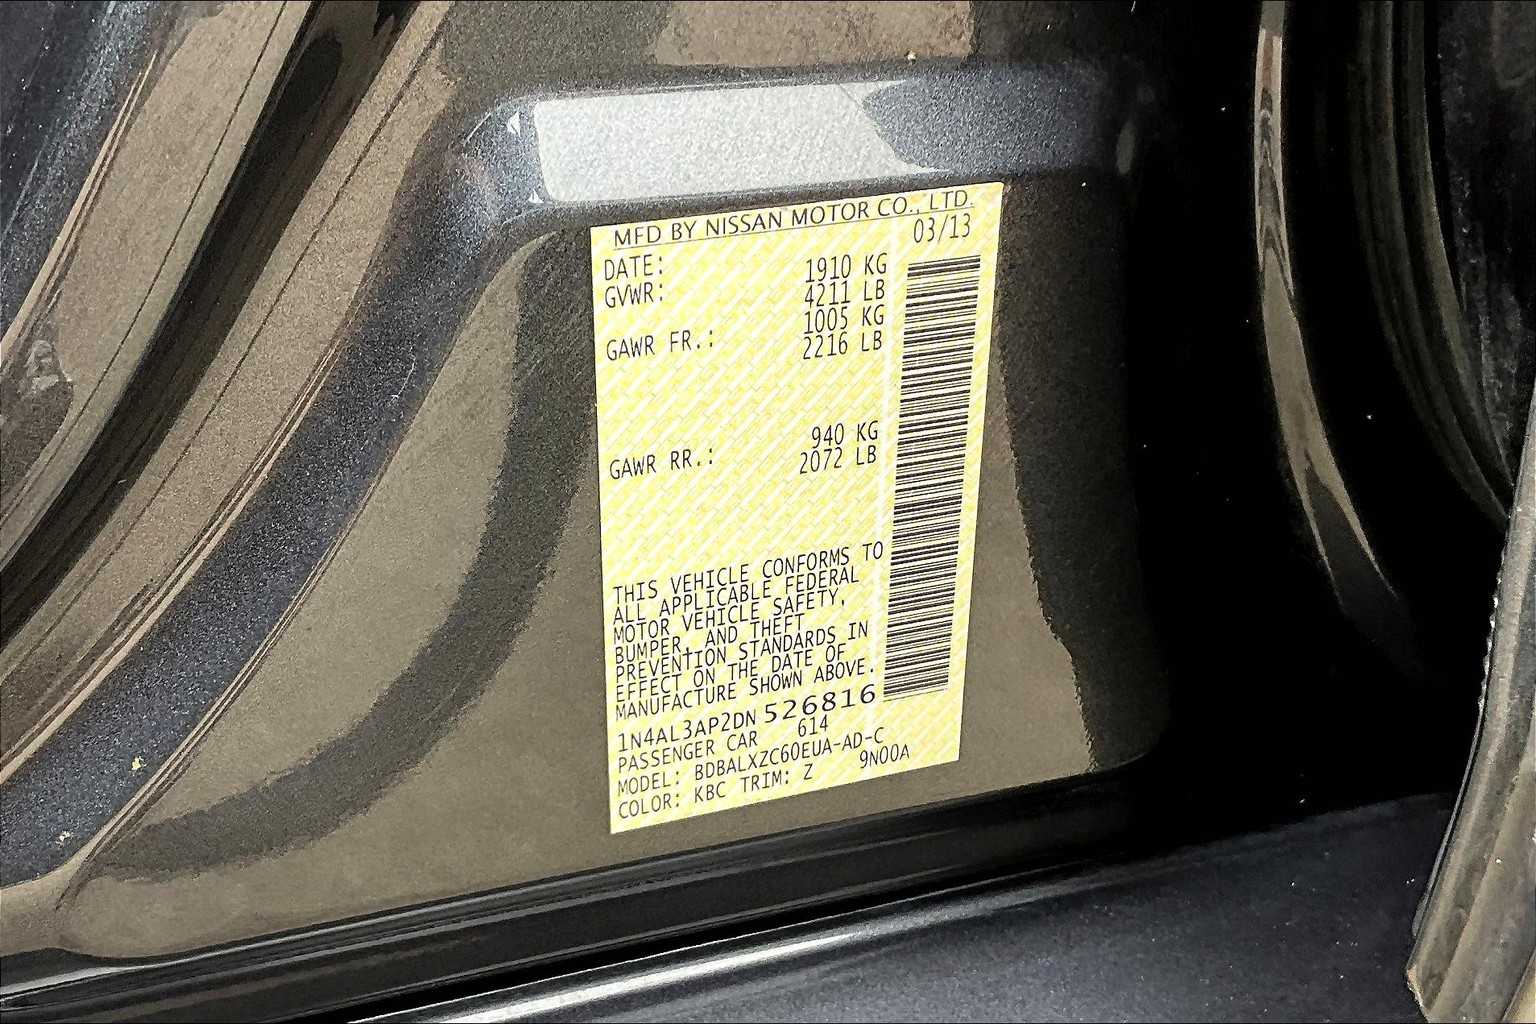 MFD BY NISSAN MOTOR CO., LTD.
DATE: 03/13
GVWR: 1910 KG
4211 LB
GAWR FR.: 1005 KG
2216 LB
GAWR RR.: 940 KG
2072 LB
THIS VEHICLE CONFORMS TO
ALL APPLICABLE FEDERAL
MOTOR VEHICLE SAFETY,
BUMPER, AND THEFT
PREVENTION STANDARDS IN
EFFECT ON THE DATE OF
MANUFACTURE SHOWN ABOVE.
1N4AL3AP2DN 526816
PASSENGER CAR 614
MODEL: BDBALXZC60EUA-AD-C
COLOR: KBC TRIM: Z 9N00A